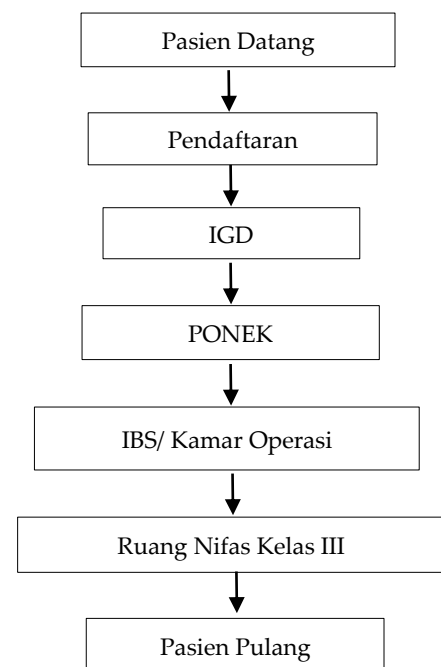 Pasien Datang
Pendaftaran
IGD
PONEK
IBS/ Kamar Operasi
Ruang Nifas Kelas III
Pasien Pulang